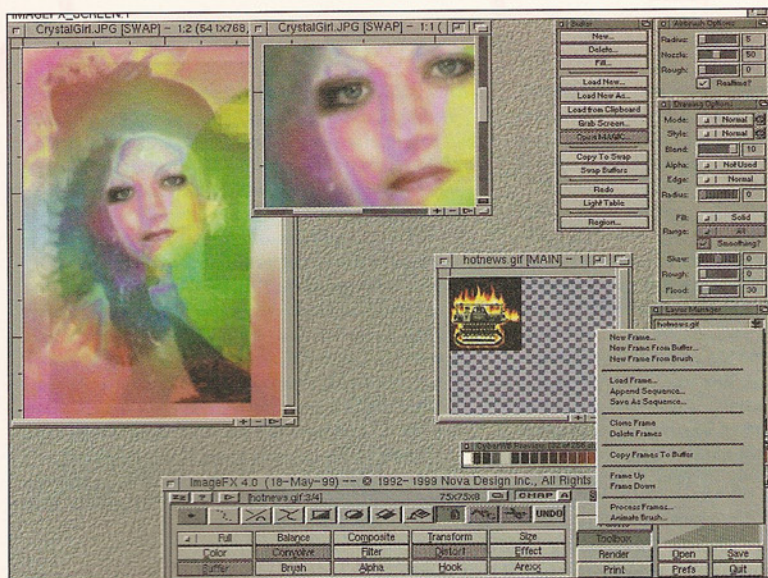 IMAGEFX_SCREEN.1
CrystalGirl.JPG [SWAP] - 1:2 (541x768,
CrystalGirl.JPG [SWAP] - 1:1 (
New...
Delete...
Fill...
Load New...
Load New As...
Load from Clipboard
Grab Screen...
Open MAGIC...
Copy To Swap
Swap Buffers
Redo
Light Table
Region...
Airbrush Options
Radius: 5
Nozzle: 50
Rough: 0
Realtime?
Drawing Options
Mode: Normal
Style: Normal
Blend: 10
Alpha: Not Used
Edge: Normal
Radius: 0
Fill: Solid
Range: All
Smoothing?
Skew: 0
Rough: 0
Flood: 30
Layer Manager
hotnews.gif
hotnews.gif [MAIN] - 1
New Frame...
New Frame From Buffer...
New Frame From Brush
Load Frame...
Append Sequence...
Save As Sequence...
Clone Frame
Delete Frames
Copy Frames To Buffer
Frame Up
Frame Down
Process Frames...
Animate Brush...
ImageFX 4.0 (18-May-99) -- © 1992-1999 Nova Design Inc., All Rights
? hotnews.gif:3/4] 75x75x8 CMAP A
UNDO
Full Balance Composite Transform Size
Color Convolve Filter Distort Effect
Buffer Brush Alpha Hook Arexx
Toolbox
Render Open Save
Print Prefs Quit